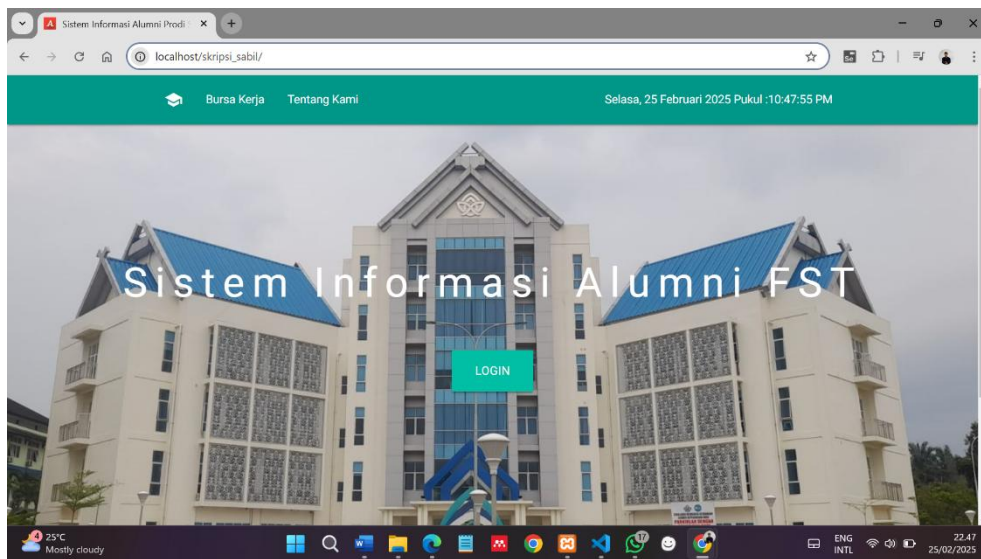 Sistem Informasi Alumni Prodi S
localhost/skripsi_sabil/
Bursa Kerja Tentang Kami Selasa, 25 Februari 2025 Pukul :10:47:55 PM
Sistem Informasi Alumni FST
LOGIN
25°C
Mostly cloudy
ENG
INTL
22.47
25/02/2025